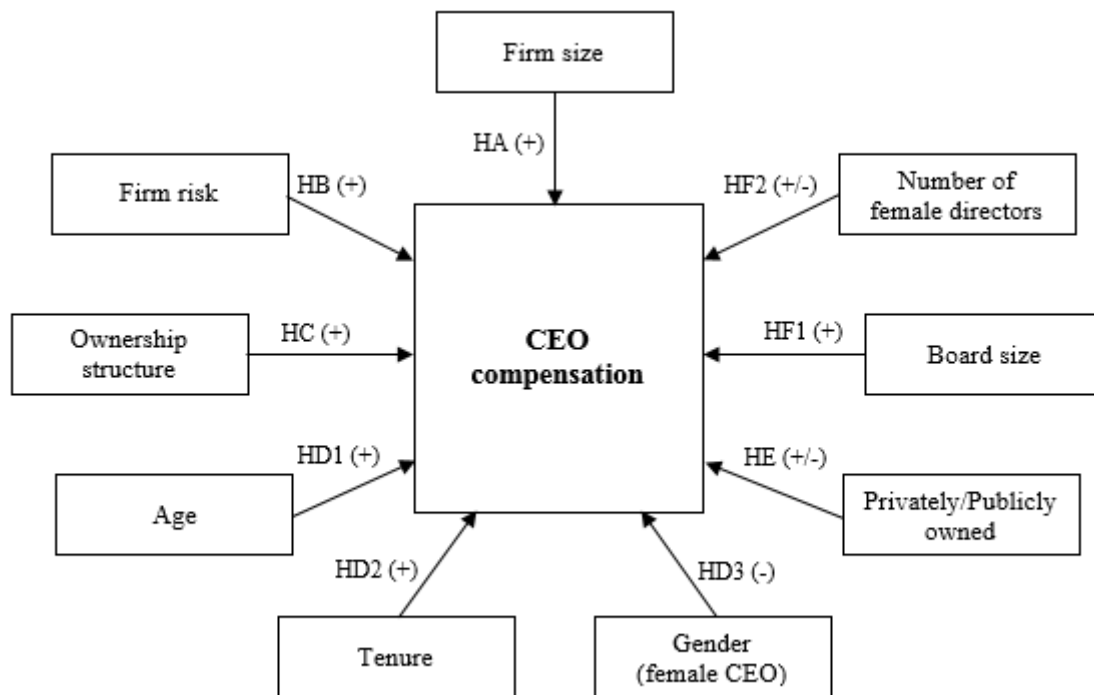 Firm size
HA (+)
Firm risk
HB (+)
HF2 (+/-)
Number of
female directors
Ownership
structure
HC (+)
CEO
compensation
HF1 (+)
Board size
HD1 (+)
Age
HE (+/-)
Privately/Publicly
owned
HD2 (+)
Tenure
HD3 (-)
Gender
(female CEO)